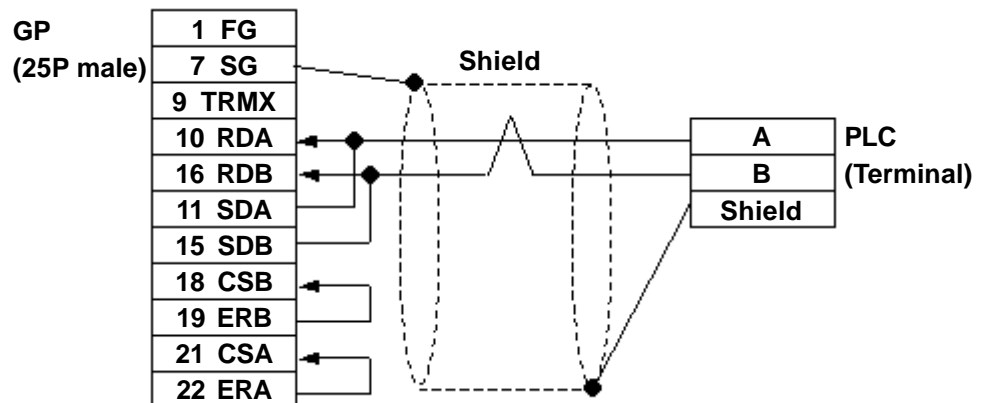 GP
(25P male)
1 FG
7 SG
9 TRMX
10 RDA
16 RDB
11 SDA
15 SDB
18 CSB
19 ERB
21 CSA
22 ERA
Shield
A
B
Shield
PLC
(Terminal)